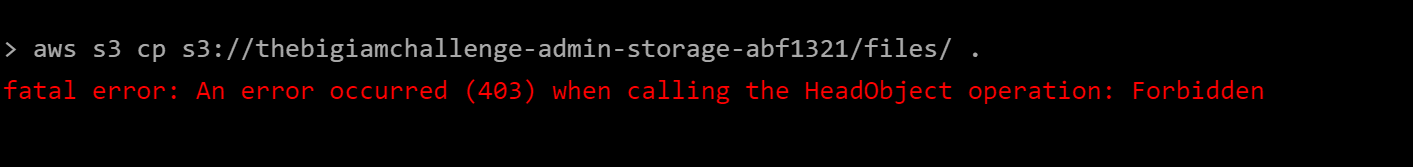 > aws s3 cp s3://thebigiamchallenge-admin-storage-abf1321/files/ .
fatal error: An error occurred (403) when calling the HeadObject operation: Forbidden